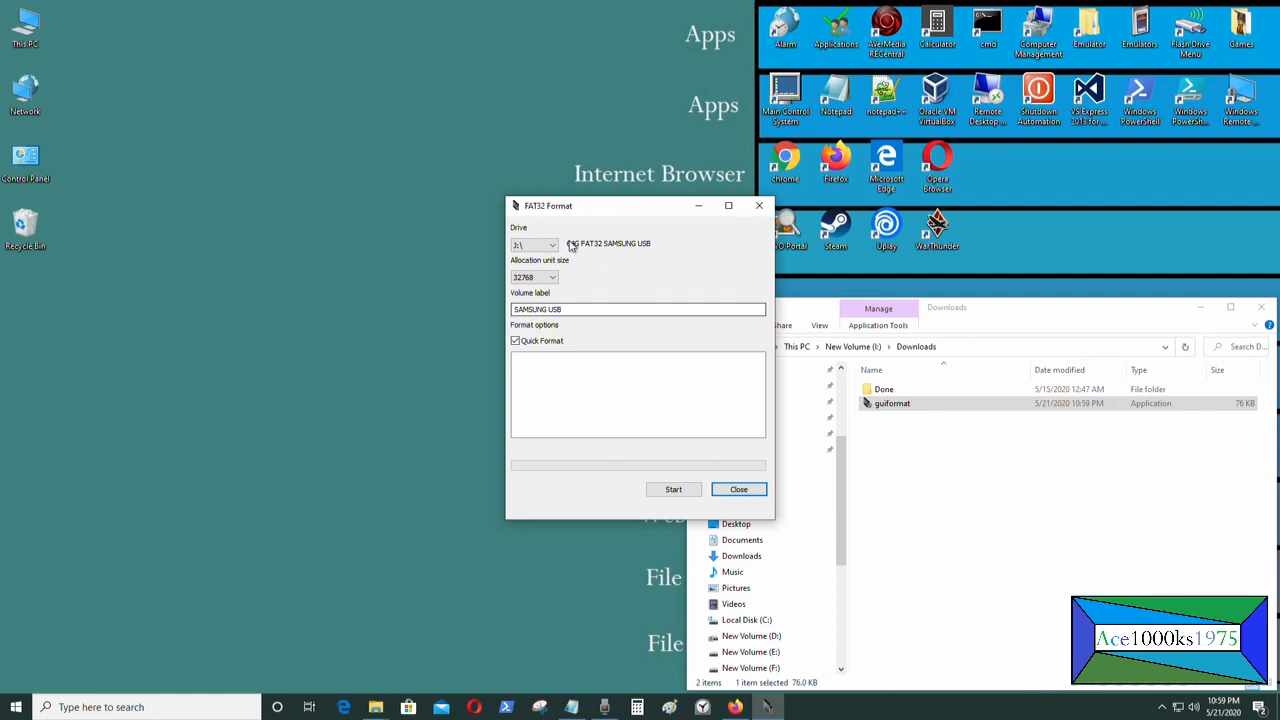 This PC
Network
Control Panel
Recycle Bin
Apps
Apps
Internet Browser
File
File
Alarm
Applications
AverMedia RECentral
Calculator
cmd
Computer Management
Emulator
Emulators
Flash Drive Menu
Games
Main Control System
Notepad
notepad++
Oracle VM VirtualBox
Remote Desktop ...
Shutdown Automation
VS Express 2013 for ...
Windows PowerShell
Windows PowerSh...
Windows Remote ...
chrome
Firefox
Microsoft Edge
Opera Browser
Portal
Steam
Uplay
WarThunder
FAT32 Format
Drive
J:\
FAT32 SAMSUNG USB
Allocation unit size
32768
Volume label
SAMSUNG USB
Format options
Quick Format
Start
Close
Manage
Downloads
View
Application Tools
This PC
New Volume (I:)
Downloads
Search D...
Name
Date modified
Type
Size
Done
5/15/2020 12:47 AM
File folder
guiformat
5/21/2020 10:59 PM
Application
76 KB
Desktop
Documents
Downloads
Music
Pictures
Videos
Local Disk (C:)
New Volume (D:)
New Volume (E:)
New Volume (F:)
2 items
1 item selected 76.0 KB
Ace1000ks1975
Type here to search
10:59 PM
5/21/2020
2